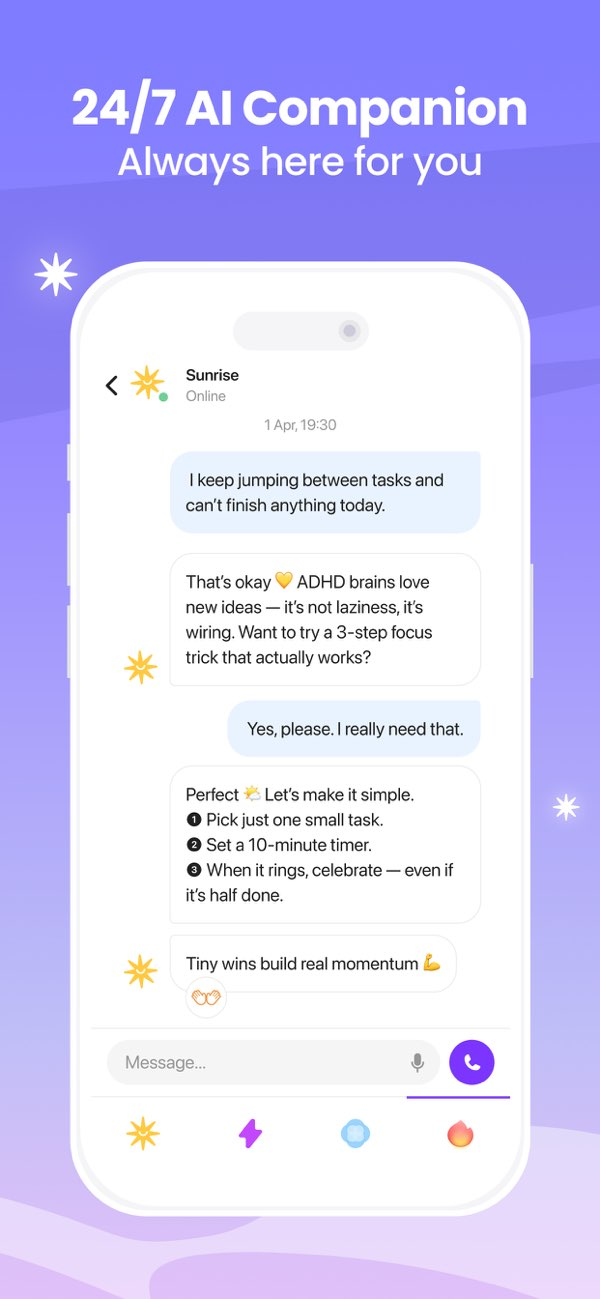 24/7 AI Companion
Always here for you
Sunrise
Online
1 Apr, 19:30
I keep jumping between tasks and
can’t finish anything today.
That’s okay 💛 ADHD brains love
new ideas — it’s not laziness, it’s
wiring. Want to try a 3-step focus
trick that actually works?
Yes, please. I really need that.
Perfect 🌤️ Let’s make it simple.
❶ Pick just one small task.
❷ Set a 10-minute timer.
❸ When it rings, celebrate — even if
it’s half done.
Tiny wins build real momentum 💪
Message...